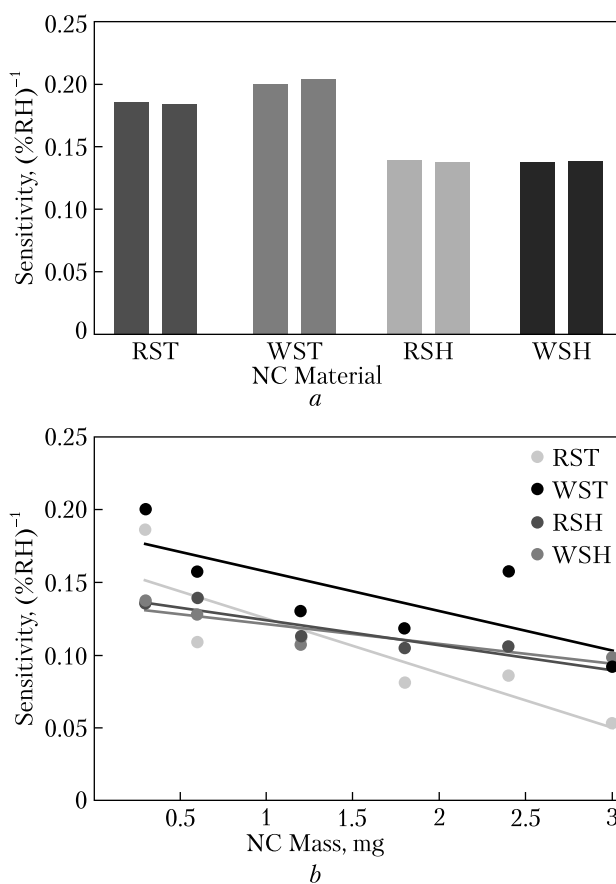 0.25
0.20
0.15
0.10
0.05
0
Sensitivity, (%RH)⁻¹
RST WST RSH WSH
NC Material
a
0.25
0.20
0.15
0.10
0.05
0
Sensitivity, (%RH)⁻¹
RST
WST
RSH
WSH
0.5 1 1.5 2 2.5 3
NC Mass, mg
b